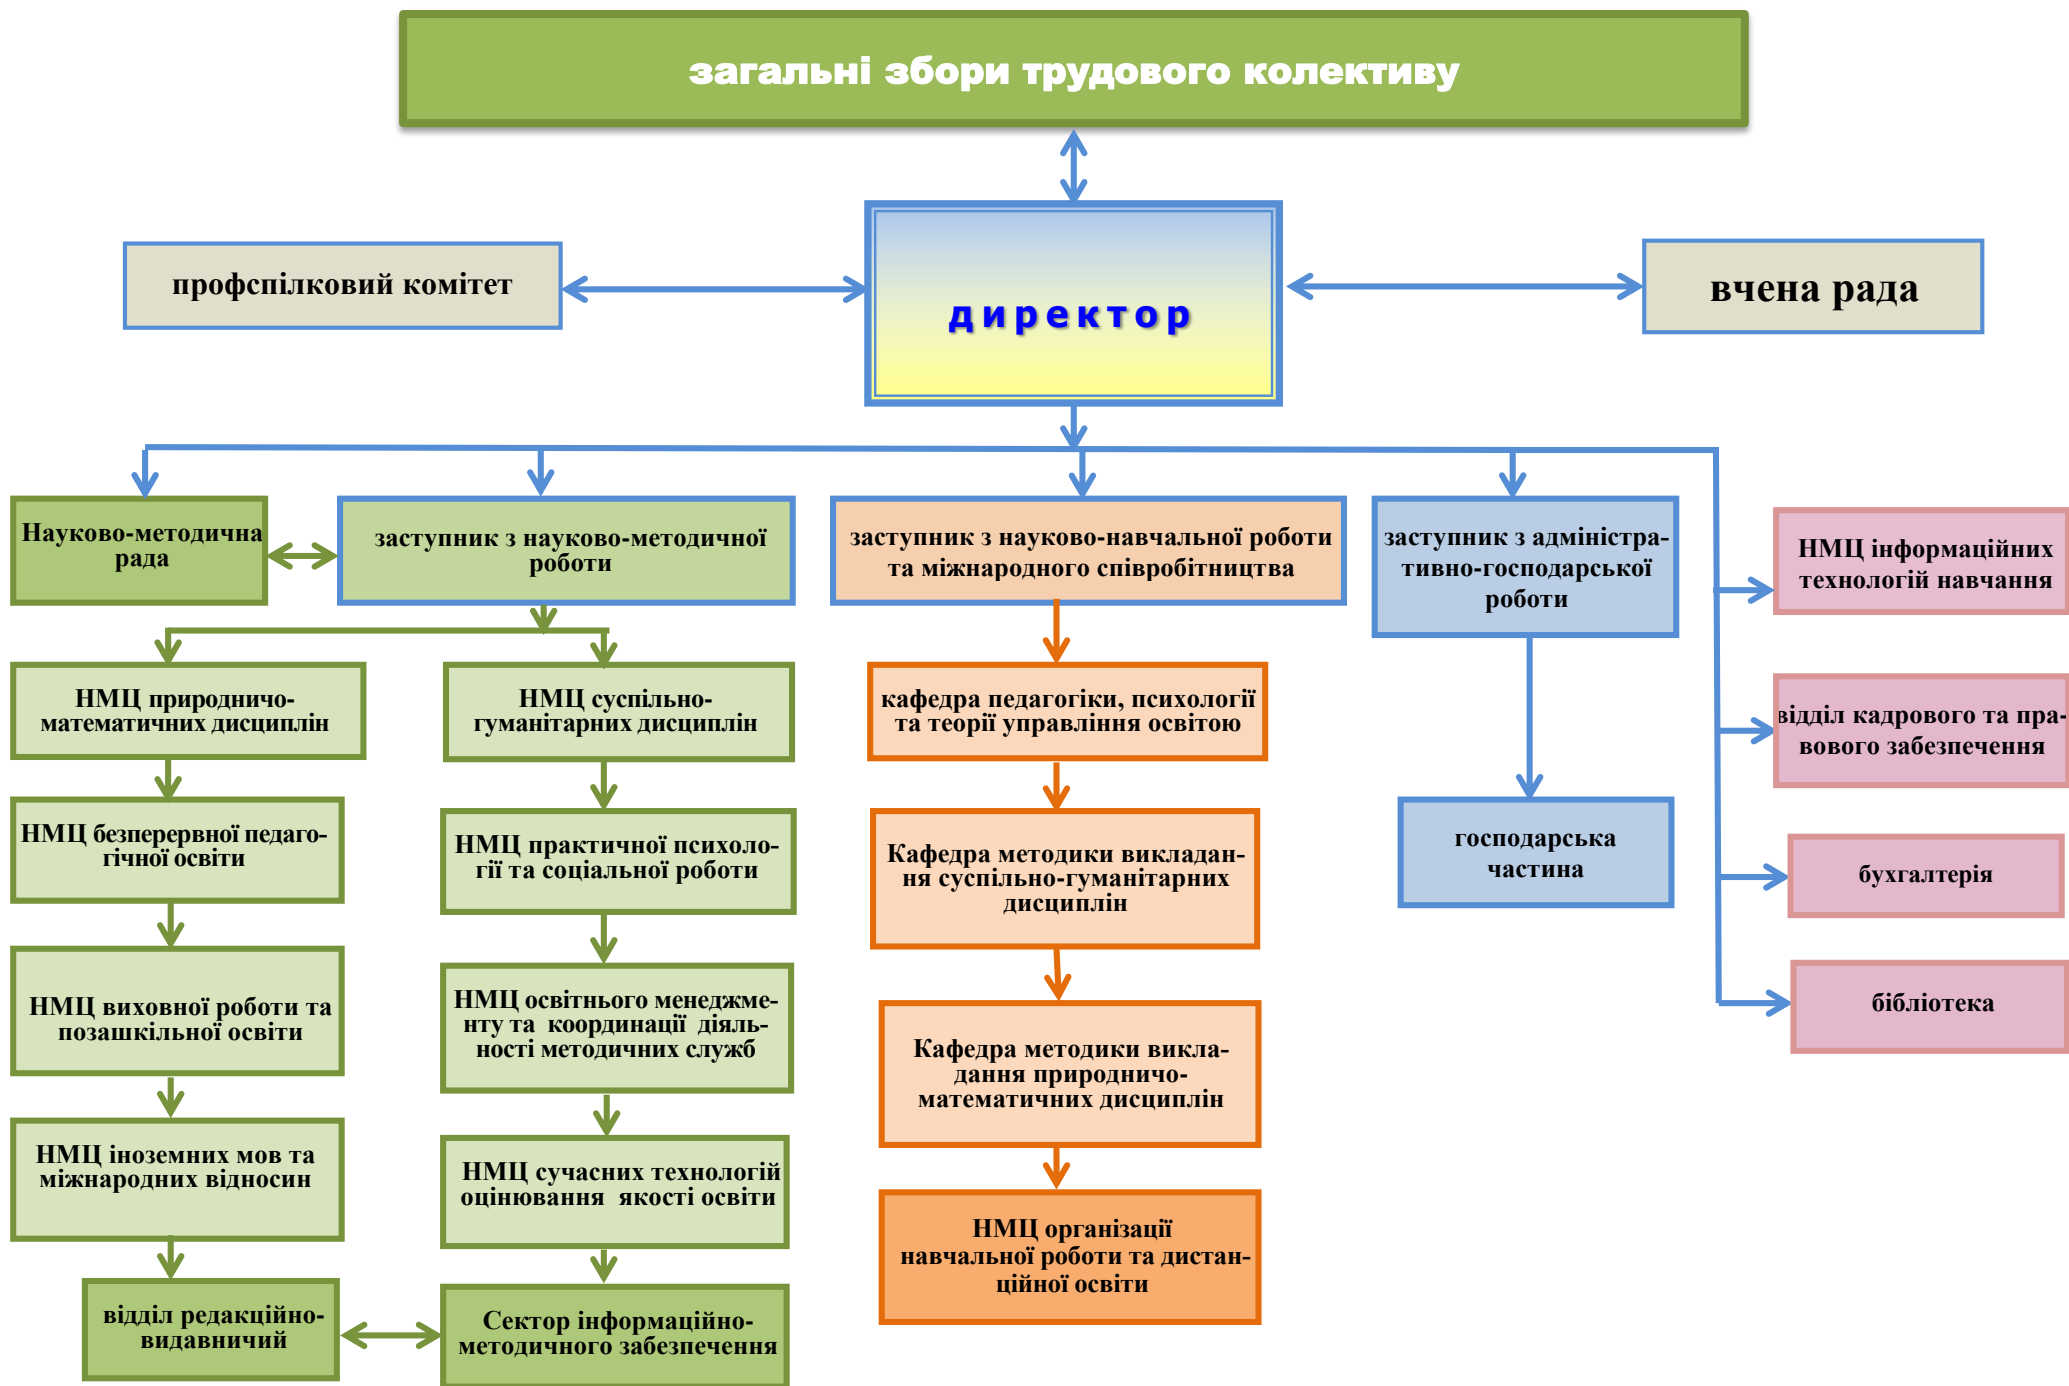 загальні збори трудового колективу
профспілковий комітет
директор
вчена рада
Науково-методична
рада
заступник з науково-методичної
роботи
заступник з науково-навчальної роботи
та міжнародного співробітництва
заступник з адміністра-
тивно-господарської
роботи
НМЦ інформаційних
технологій навчання
НМЦ природничо-
математичних дисциплін
НМЦ суспільно-
гуманітарних дисциплін
кафедра педагогіки, психології
та теорії управління освітою
відділ кадрового та пра-
вового забезпечення
НМЦ безперервної педаго-
гічної освіти
НМЦ практичної психоло-
гії та соціальної роботи
Кафедра методики викладан-
ня суспільно-гуманітарних
дисциплін
господарська
частина
бухгалтерія
НМЦ виховної роботи та
позашкільної освіти
НМЦ освітнього менеджме-
нту та координації діяль-
ності методичних служб
Кафедра методики викла-
дання природничо-
математичних дисциплін
бібліотека
НМЦ іноземних мов та
міжнародних відносин
НМЦ сучасних технологій
оцінювання якості освіти
НМЦ організації
навчальної роботи та дистан-
ційної освіти
відділ редакційно-
видавничий
Сектор інформаційно-
методичного забезпечення